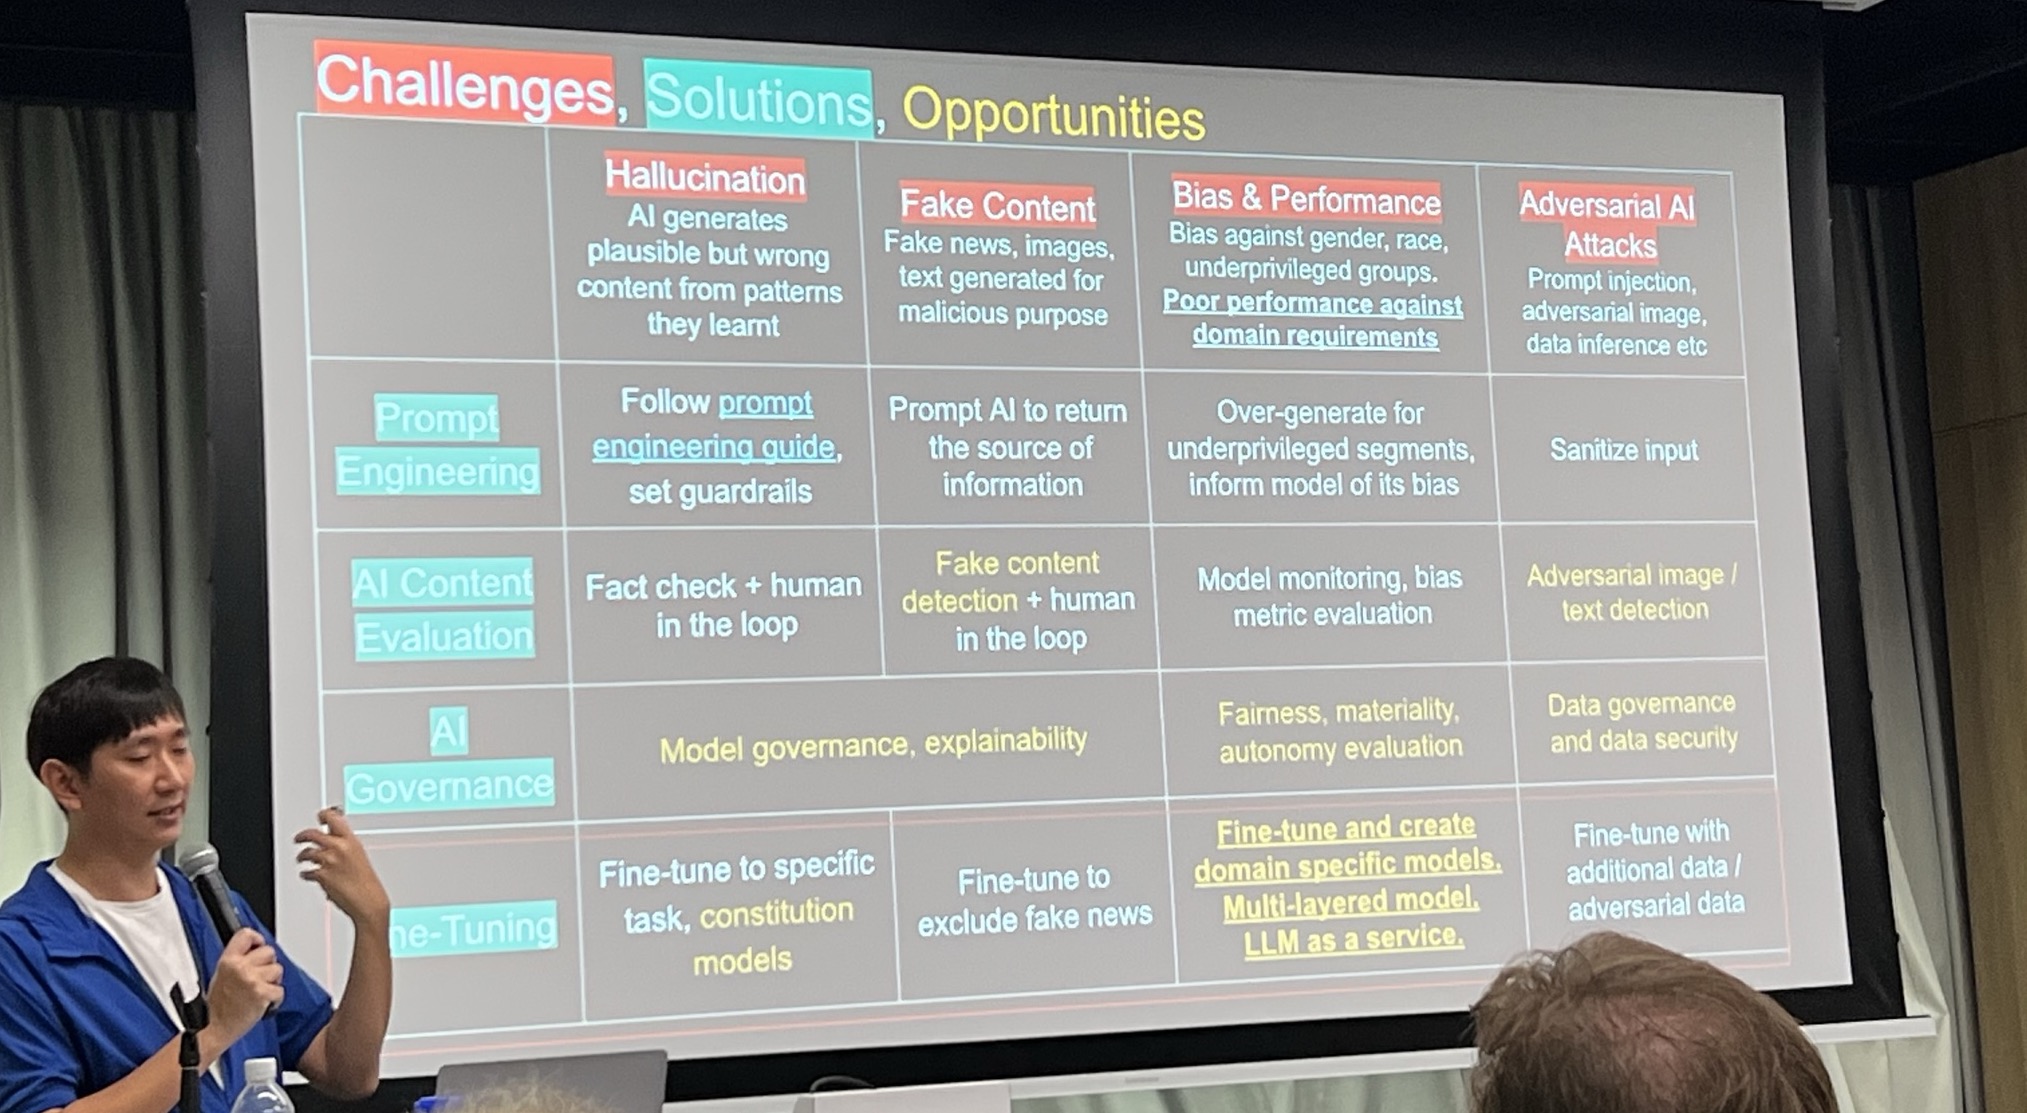 Challenges, Solutions, Opportunities
Hallucination
AI generates
plausible but wrong
content from patterns
they learnt
Fake Content
Fake news, images,
text generated for
malicious purpose
Bias & Performance
Bias against gender, race,
underprivileged groups.
Poor performance against
domain requirements
Adversarial AI
Attacks
Prompt injection,
adversarial image,
data inference etc
Prompt
Engineering
Follow prompt
engineering guide,
set guardrails
Prompt AI to return
the source of
information
Over-generate for
underprivileged segments,
inform model of its bias
Sanitize input
AI Content
Evaluation
Fact check + human
in the loop
Fake content
detection + human
in the loop
Model monitoring, bias
metric evaluation
Adversarial image /
text detection
AI
Governance
Model governance, explainability
Fairness, materiality,
autonomy evaluation
Data governance
and data security
ne-Tuning
Fine-tune to specific
task, constitution
models
Fine-tune to
exclude fake news
Fine-tune and create
domain specific models.
Multi-layered model.
LLM as a service.
Fine-tune with
additional data /
adversarial data